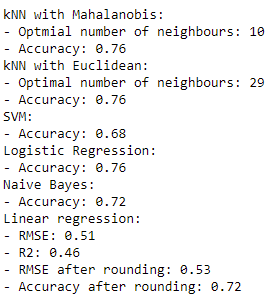 kNN with Mahalanobis:
- Optmial number of neighbours: 10
- Accuracy: 0.76
kNN with Euclidean:
- Optimal number of neighbours: 29
- Accuracy: 0.76
SVM:
- Accuracy: 0.68
Logistic Regression:
- Accuracy: 0.76
Naive Bayes:
- Accuracy: 0.72
Linear regression:
- RMSE: 0.51
- R2: 0.46
- RMSE after rounding: 0.53
- Accuracy after rounding: 0.72